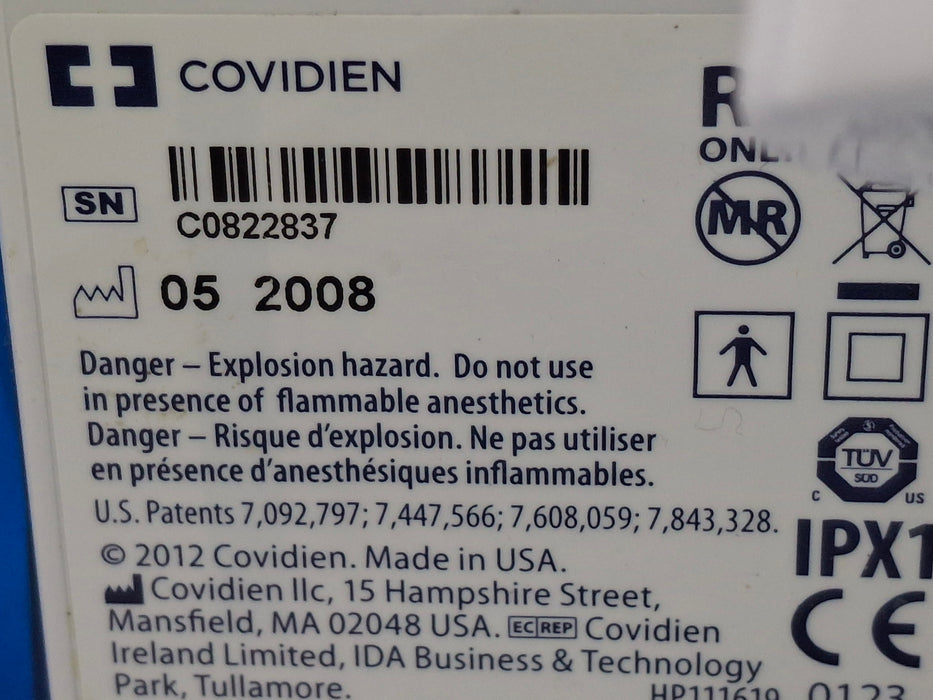 COVIDIEN
SN
C0822837
05 2008
Danger – Explosion hazard. Do not use
in presence of flammable anesthetics.
Danger – Risque d'explosion. Ne pas utiliser
en présence d'anesthésiques inflammables.
U.S. Patents 7,092,797; 7,447,566; 7,608,059; 7,843,328.
© 2012 Covidien. Made in USA.
Covidien llc, 15 Hampshire Street,
Mansfield, MA 02048 USA. EC REP Covidien
Ireland Limited, IDA Business & Technology
Park, Tullamore.
MR
TÜV
SÜD
C US
IPX1
CE
HP111619 0123